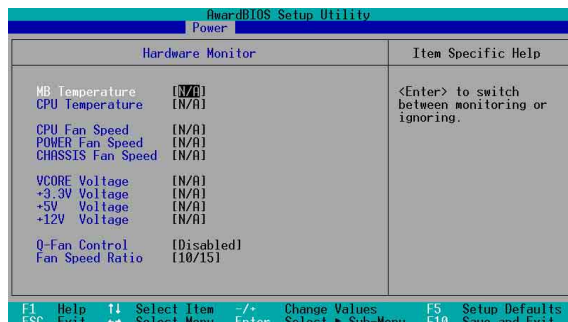 AwardBIOS Setup Utility
Power
Hardware Monitor
Item Specific Help
MB Temperature [N/A]
CPU Temperature [N/A]
CPU Fan Speed [N/A]
POWER Fan Speed [N/A]
CHASSIS Fan Speed [N/A]
VCORE Voltage [N/A]
+3.3V Voltage [N/A]
+5V Voltage [N/A]
+12V Voltage [N/A]
Q-Fan Control [Disabled]
Fan Speed Ratio [10/15]
<Enter> to switch
between monitoring or
ignoring.
F1 Help ↑↓ Select Item -/+ Change Values F5 Setup Defaults
ESC Exit ↔ Select Menu Enter Select ▶ Sub-Menu F10 Save and Exit